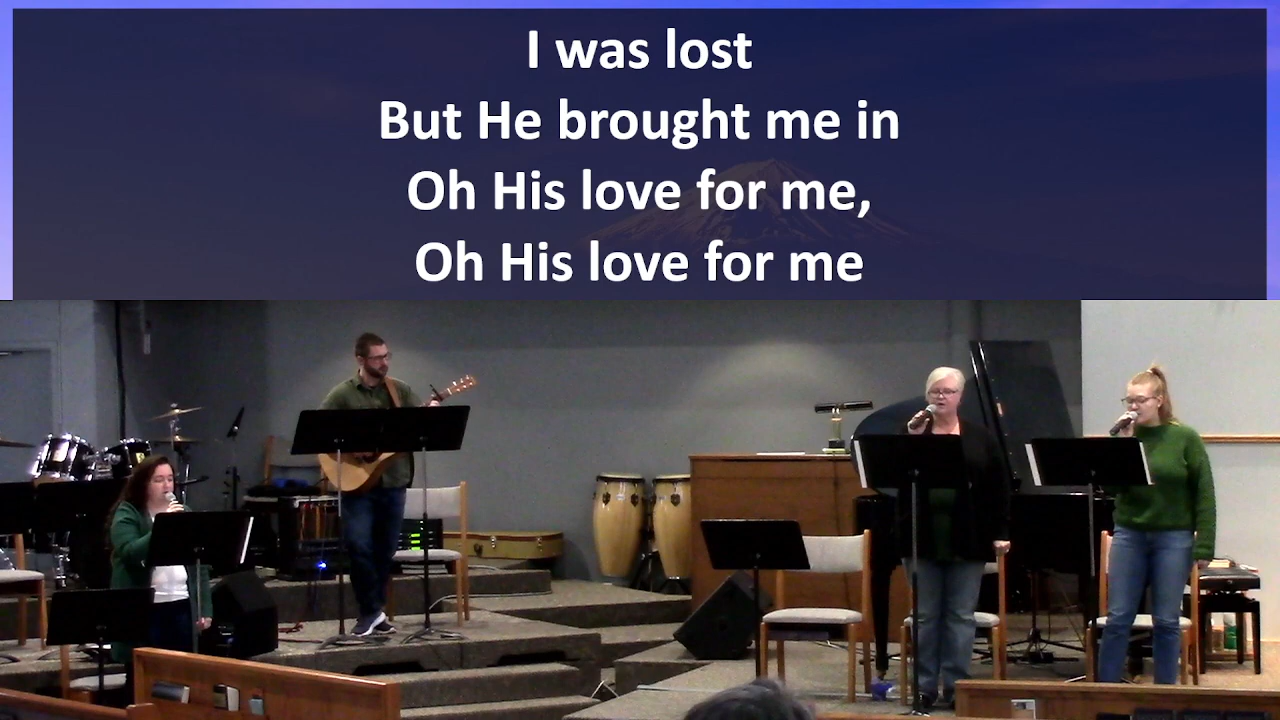 I was lost
But He brought me in
Oh His love for me,
Oh His love for me